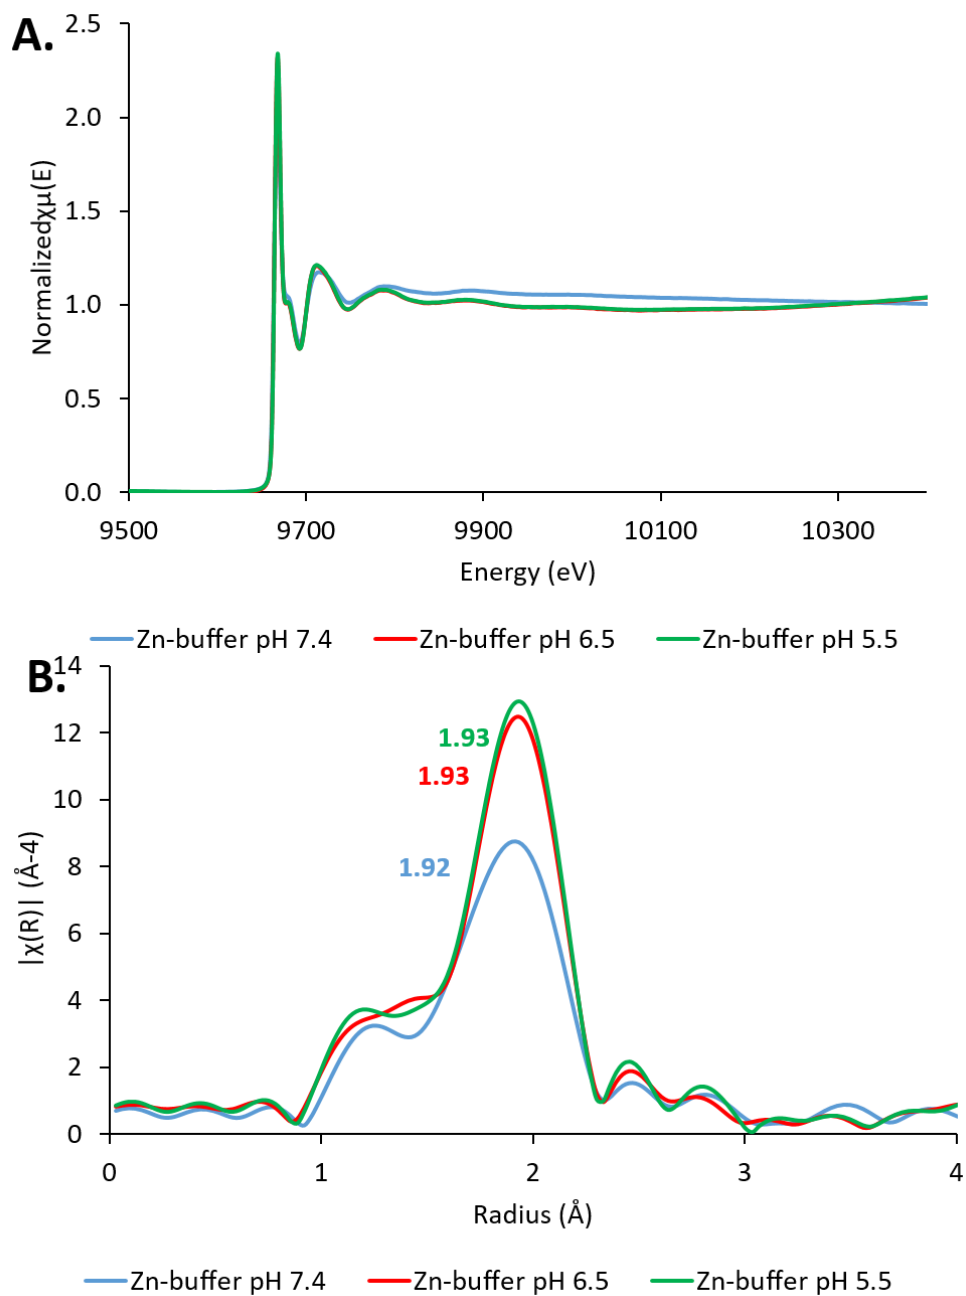 A.
2.5
2.0
1.5
1.0
0.5
0.0
Normalizedχμ(E)
9500 9700 9900 10100 10300
Energy (eV)
Zn-buffer pH 7.4 Zn-buffer pH 6.5 Zn-buffer pH 5.5
B.
14
12
10
8
6
4
2
0
|χ(R)| (Å-4)
1.93
1.93
1.92
0 1 2 3 4
Radius (Å)
Zn-buffer pH 7.4 Zn-buffer pH 6.5 Zn-buffer pH 5.5